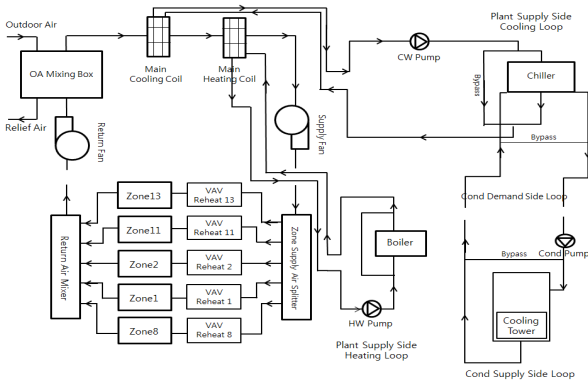 Outdoor Air
OA Mixing Box
Relief Air
Return Fan
Main
Cooling Coil
Main
Heating Coil
Supply Fan
CW Pump
Plant Supply Side
Cooling Loop
Bypass
Chiller
Bypass
Cond Demand Side Loop
Cond Pump
Bypass
Cooling
Tower
Cond Supply Side Loop
Return Air Mixer
Zone13
VAV
Reheat 13
Zone11
VAV
Reheat 11
Zone2
VAV
Reheat 2
Zone1
VAV
Reheat 1
Zone8
VAV
Reheat 8
Zone Supply Air Splitter
Boiler
HW Pump
Plant Supply Side
Heating Loop